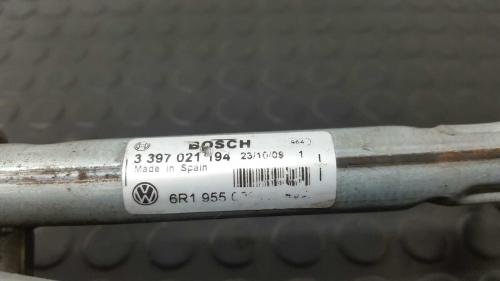 BOSCH
3 397 021 194 23/10/09 1
Made in Spain
6R1 955